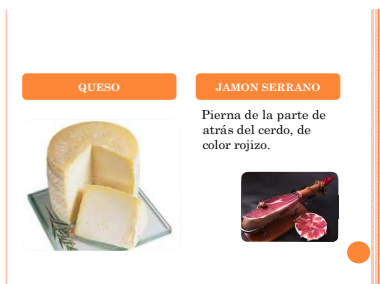 QUESO
JAMON SERRANO
Pierna de la parte de
atrás del cerdo, de
color rojizo.